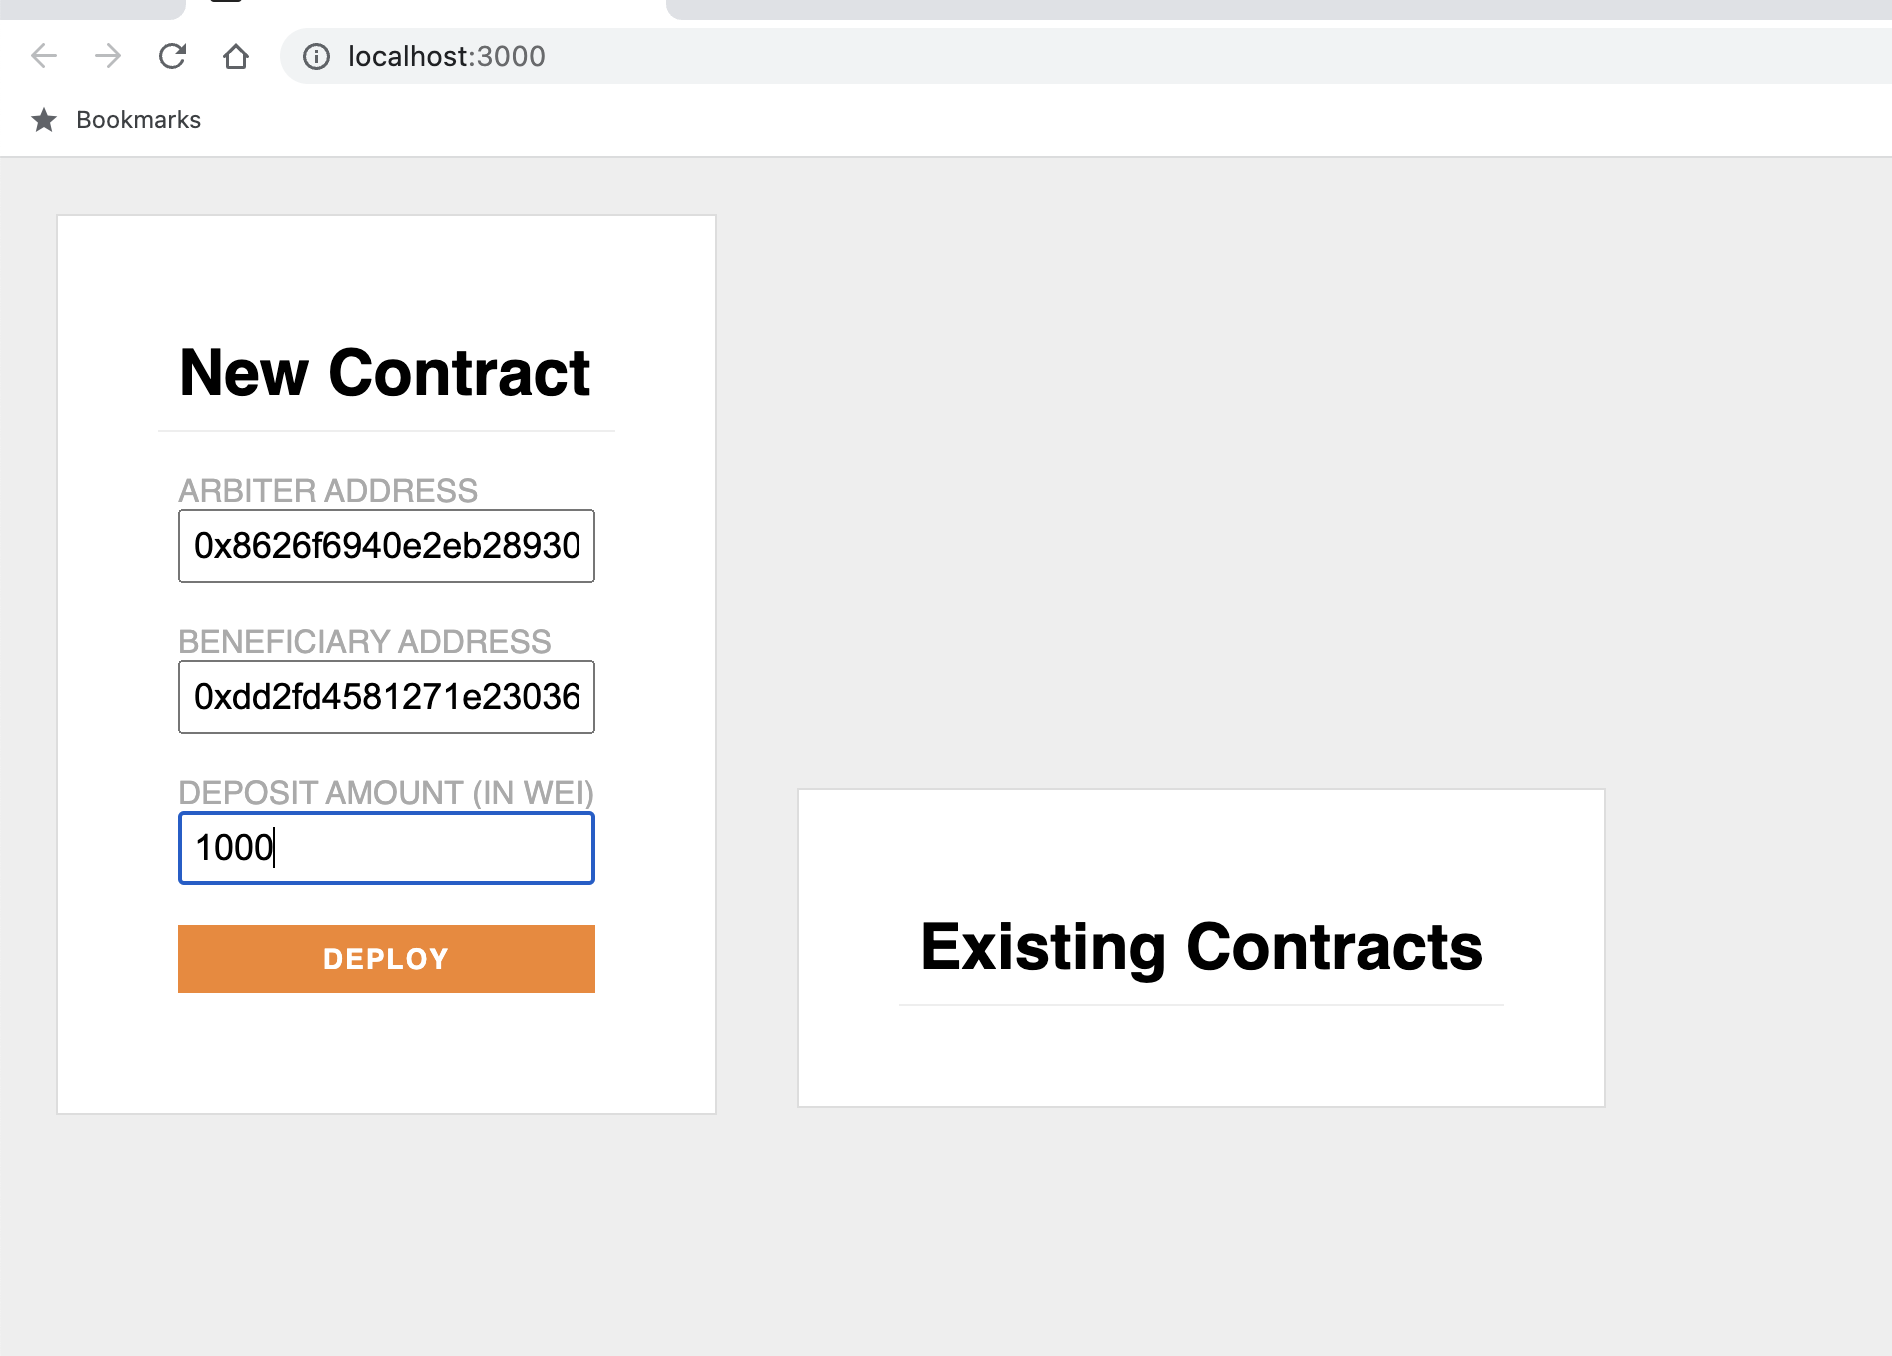 localhost:3000
Bookmarks
New Contract
ARBITER ADDRESS
0x8626f6940e2eb28930
BENEFICIARY ADDRESS
0xdd2fd4581271e23036
DEPOSIT AMOUNT (IN WEI)
1000
DEPLOY
Existing Contracts